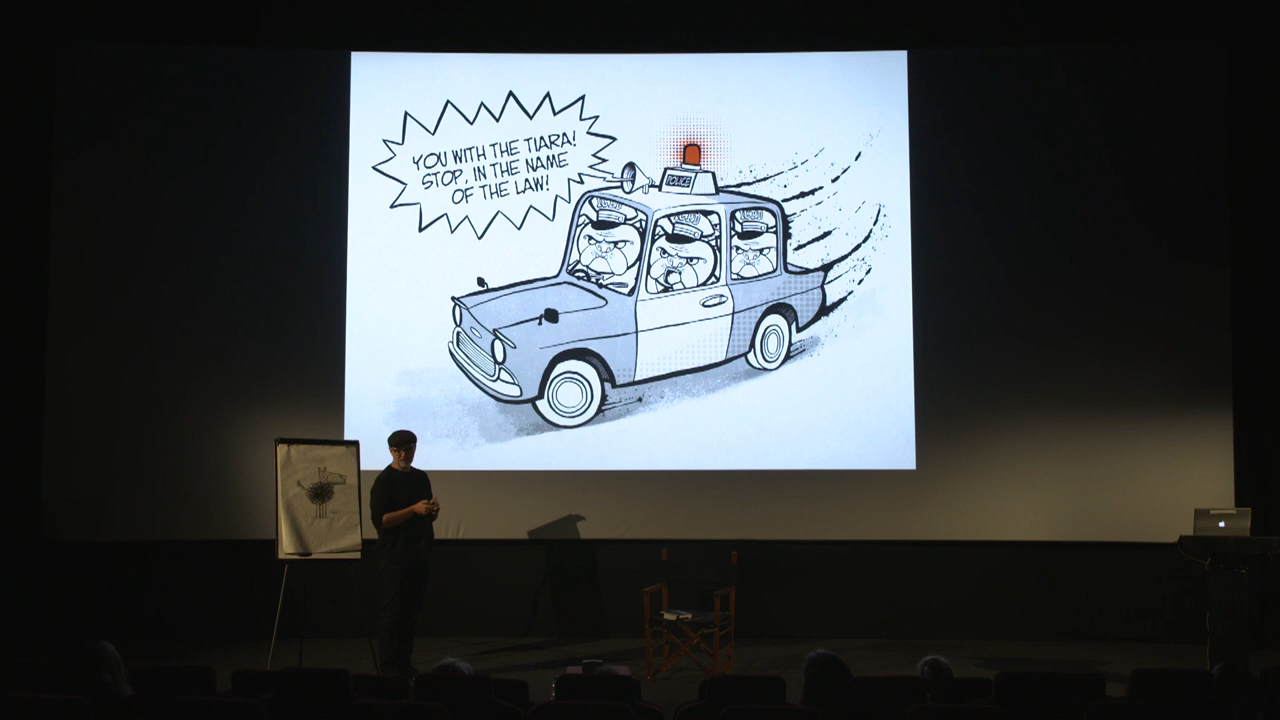 YOU WITH THE TIARA!
STOP, IN THE NAME
OF THE LAW!
POLICE